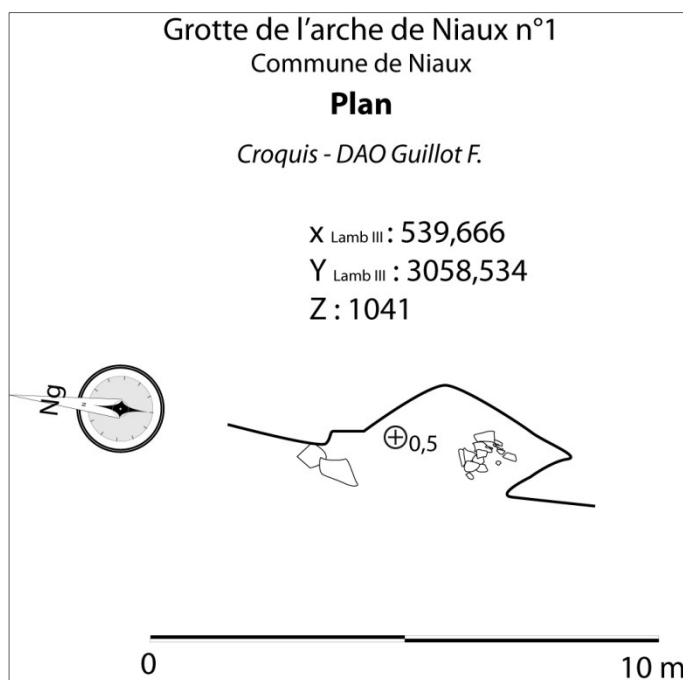 Grotte de l'arche de Niaux n°1
Commune de Niaux
Plan
Croquis - DAO Guillot F.
X Lamb III : 539,666
Y Lamb III : 3058,534
Z : 1041
Ng
N
0,5
0 10 m